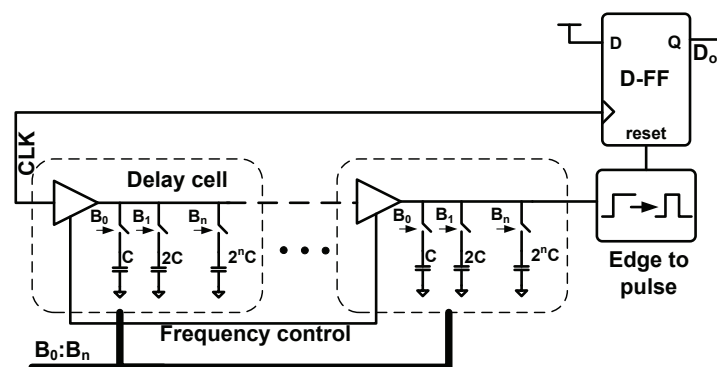 D Q
D-FF
Dₒ
reset
CLK
Delay cell
B₀ B₁ Bₙ
C 2C 2ⁿC
B₀ B₁ Bₙ
C 2C 2ⁿC
Edge to
pulse
Frequency control
B₀:Bₙ